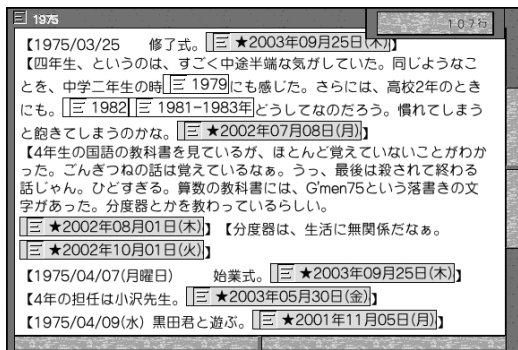 1975
107行
【1975/03/25　修了式。★2003年09月25日(木)】
【四年生、というのは、すごく中途半端な気がしていた。同じようなこ
とを、中学二年生の時 1979にも感じた。さらには、高校2年のとき
にも。1982 1981-1983年どうしてなのだろう。慣れてしまう
と飽きてしまうのかな。★2002年07月08日(月)】
【4年生の国語の教科書を見ているが、ほとんど覚えていないことがわか
った。ごんぎつねの話は覚えているなぁ。うっ、最後は殺されて終わる
話じゃん。ひどすぎる。算数の教科書には、G'men75という落書きの文
字があった。分度器とかを教わっているらしい。
★2002年08月01日(木)】【分度器は、生活に無関係だなぁ。
★2002年10月01日(火)】
【1975/04/07(月曜日)　始業式。★2003年09月25日(木)】
【4年の担任は小沢先生。★2003年05月30日(金)】
【1975/04/09(水) 黒田君と遊ぶ。★2001年11月05日(月)】